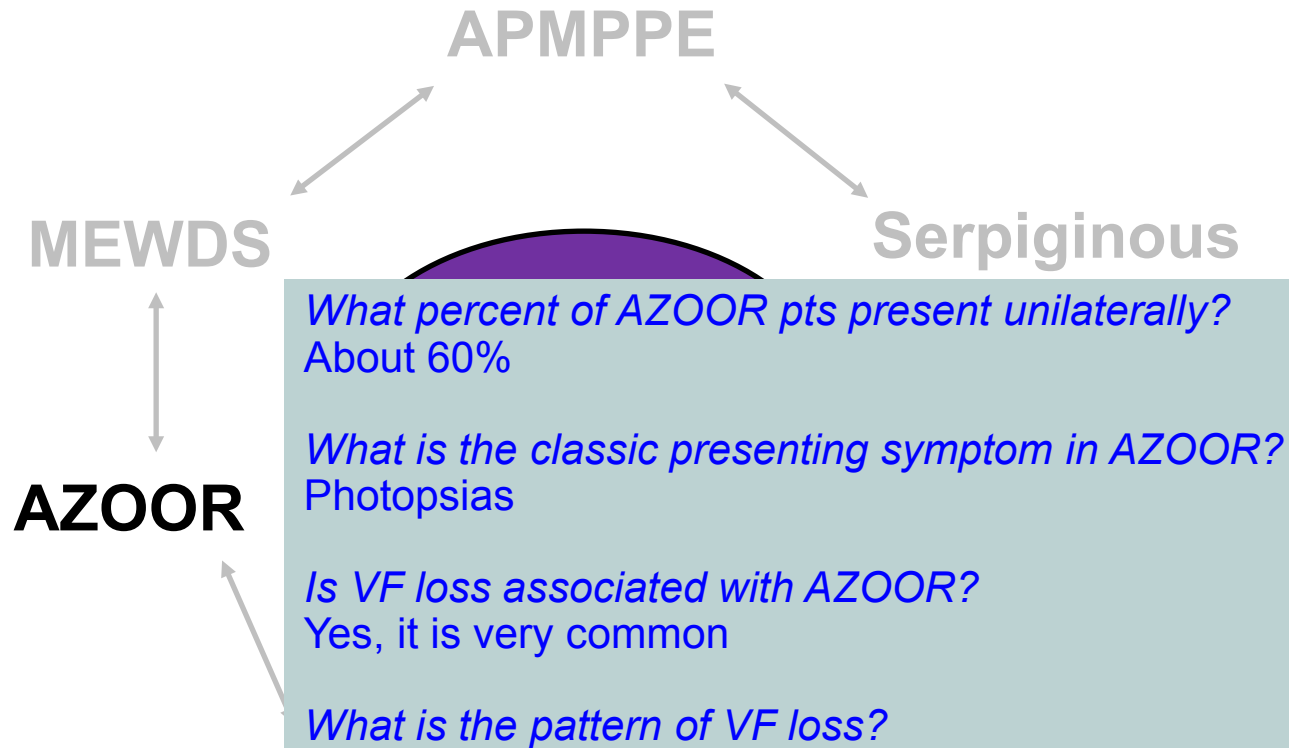 APMPPE
MEWDS
Serpiginous
What percent of AZOOR pts present unilaterally?
About 60%
What is the classic presenting symptom in AZOOR?
Photopsias
AZOOR
Is VF loss associated with AZOOR?
Yes, it is very common
What is the pattern of VF loss?